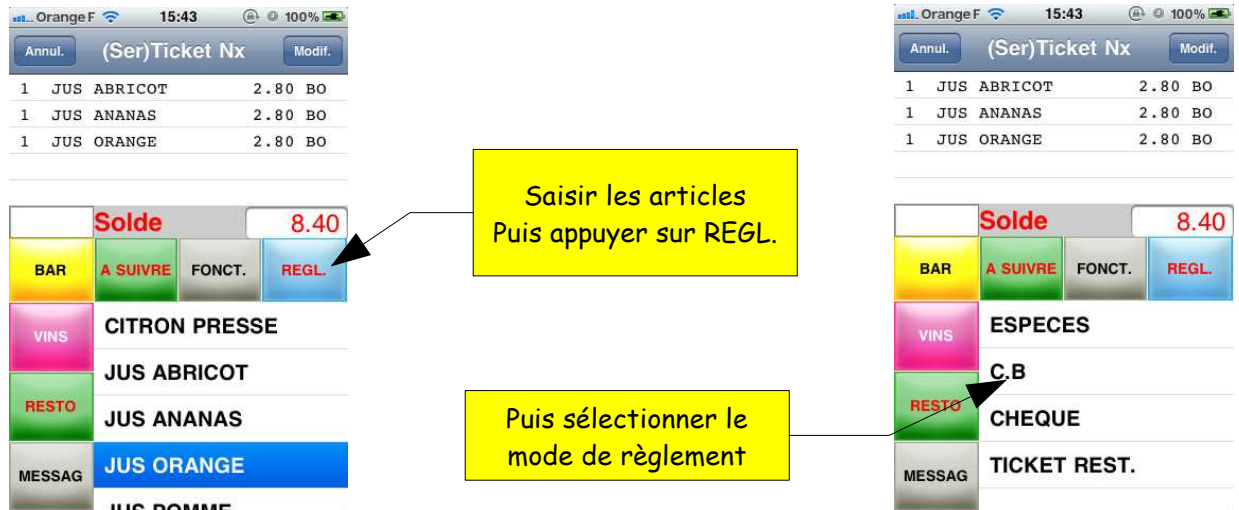 Orange F 15:43 100%
Annul. (Ser)Ticket Nx Modif.
1 JUS ABRICOT 2.80 BO
1 JUS ANANAS 2.80 BO
1 JUS ORANGE 2.80 BO
Solde 8.40
BAR A SUIVRE FONCT. REGL.
VINS
CITRON PRESSE
JUS ABRICOT
RESTO
JUS ANANAS
JUS ORANGE
MESSAG
JUS POMME
Saisir les articles
Puis appuyer sur REGL.
Puis sélectionner le
mode de règlement
Orange F 15:43 100%
Annul. (Ser)Ticket Nx Modif.
1 JUS ABRICOT 2.80 BO
1 JUS ANANAS 2.80 BO
1 JUS ORANGE 2.80 BO
Solde 8.40
BAR A SUIVRE FONCT. REGL.
VINS
ESPECES
C.B
RESTO
CHEQUE
TICKET REST.
MESSAG